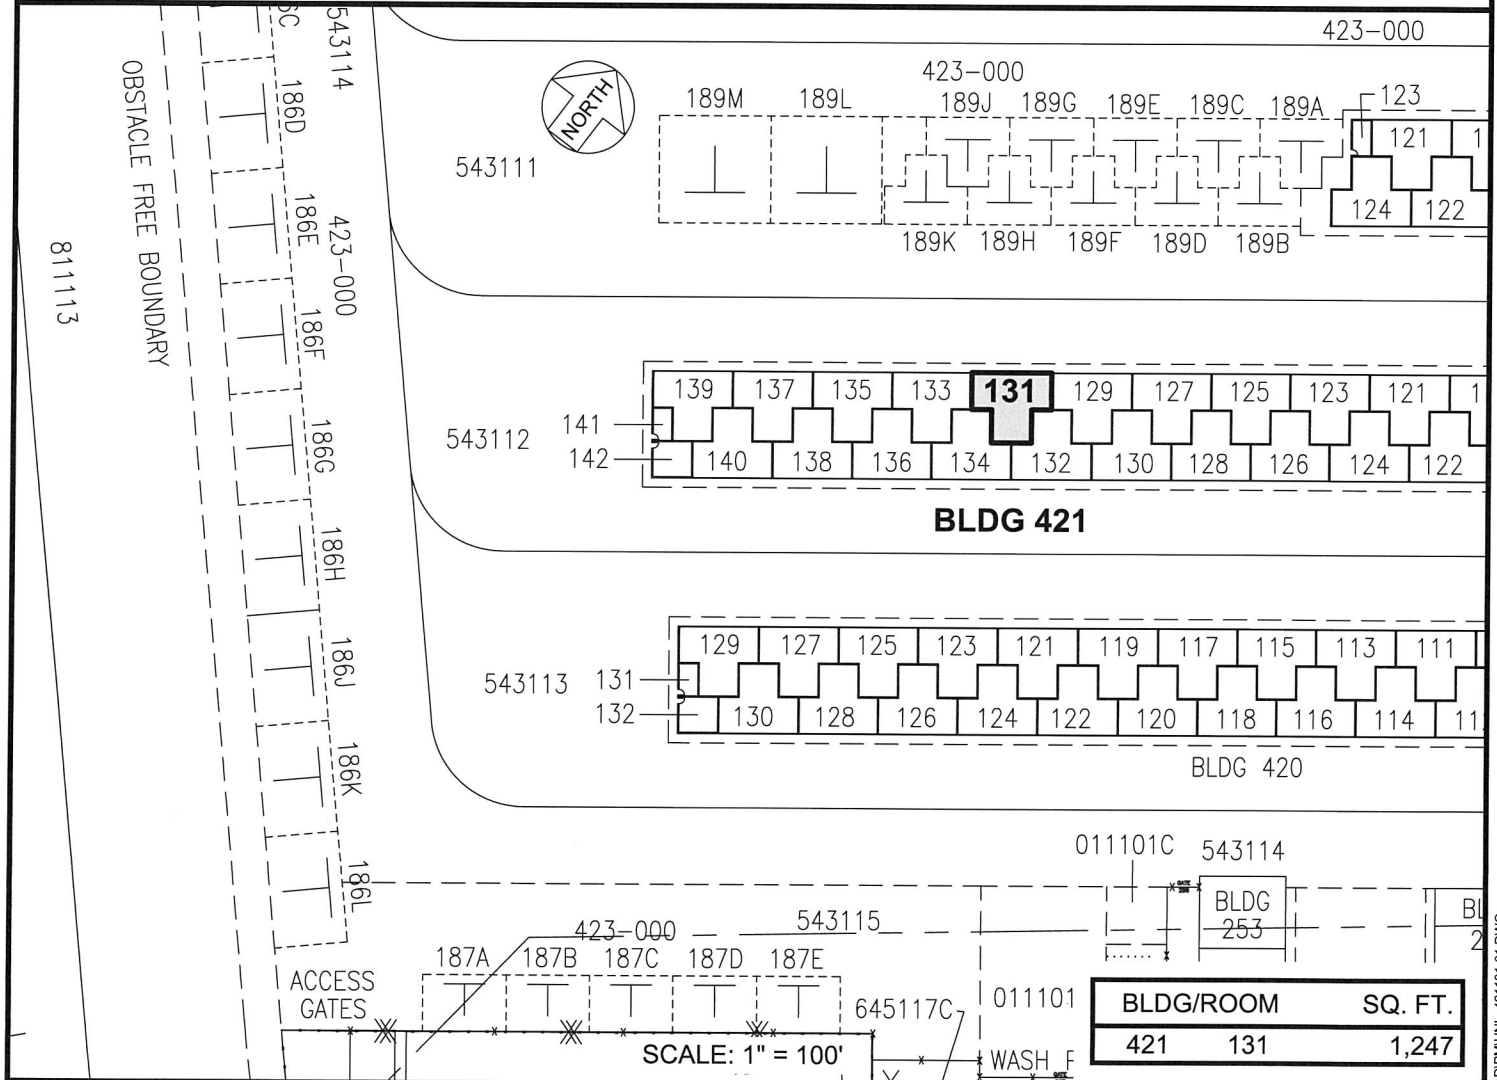 423-000
423-000
186D
543114
OBSTACLE FREE BOUNDARY
NORTH
189M
189L
189J
189G
189E
189C
189A
123
121
543111
124
122
189K
189H
189F
189D
189B
186E
423-000
811113
186F
139
137
135
133
131
129
127
125
123
121
141
543112
142
140
138
136
134
132
130
128
126
124
122
186G
BLDG 421
186H
129
127
125
123
121
119
117
115
113
111
186J
543113
131
132
130
128
126
124
122
120
118
116
114
BLDG 420
186K
011101C
543114
186L
BLDG
253
423-000
543115
187A
187B
187C
187D
187E
ACCESS
GATES
645117C
011101
BLDG/ROOM SQ. FT.
421 131 1,247
SCALE: 1" = 100'
WASH